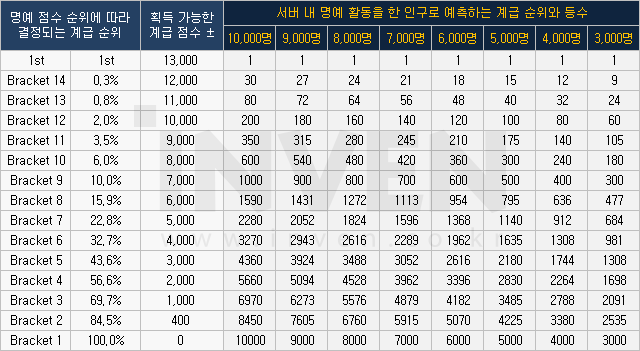 명예 점수 순위에 따라 결정되는 계급 순위 획득 가능한 계급 점수 ± 서버 내 명예 활동을 한 인구로 예측하는 계급 순위와 등수
10,000명 9,000명 8,000명 7,000명 6,000명 5,000명 4,000명 3,000명
1st 1st 13,000 1 1 1 1 1 1 1 1
Bracket 14 0,3% 12,000 30 27 24 21 18 15 12 9
Bracket 13 0,8% 11,000 80 72 64 56 48 40 32 24
Bracket 12 2,0% 10,000 200 180 160 140 120 100 80 60
Bracket 11 3,5% 9,000 350 315 280 245 210 175 140 105
Bracket 10 6,0% 8,000 600 540 480 420 360 300 240 180
Bracket 9 10,0% 7,000 1000 900 800 700 600 500 400 300
Bracket 8 15,9% 6,000 1590 1431 1272 1113 954 795 636 477
Bracket 7 22,8% 5,000 2280 2052 1824 1596 1368 1140 912 684
Bracket 6 32,7% 4,000 3270 2943 2616 2289 1962 1635 1308 981
Bracket 5 43,6% 3,000 4360 3924 3488 3052 2616 2180 1744 1308
Bracket 4 56,6% 2,000 5660 5094 4528 3962 3396 2830 2264 1698
Bracket 3 69,7% 1,000 6970 6273 5576 4879 4182 3485 2788 2091
Bracket 2 84,5% 400 8450 7605 6760 5915 5070 4225 3380 2535
Bracket 1 100,0% 0 10000 9000 8000 7000 6000 5000 4000 3000
INVEN